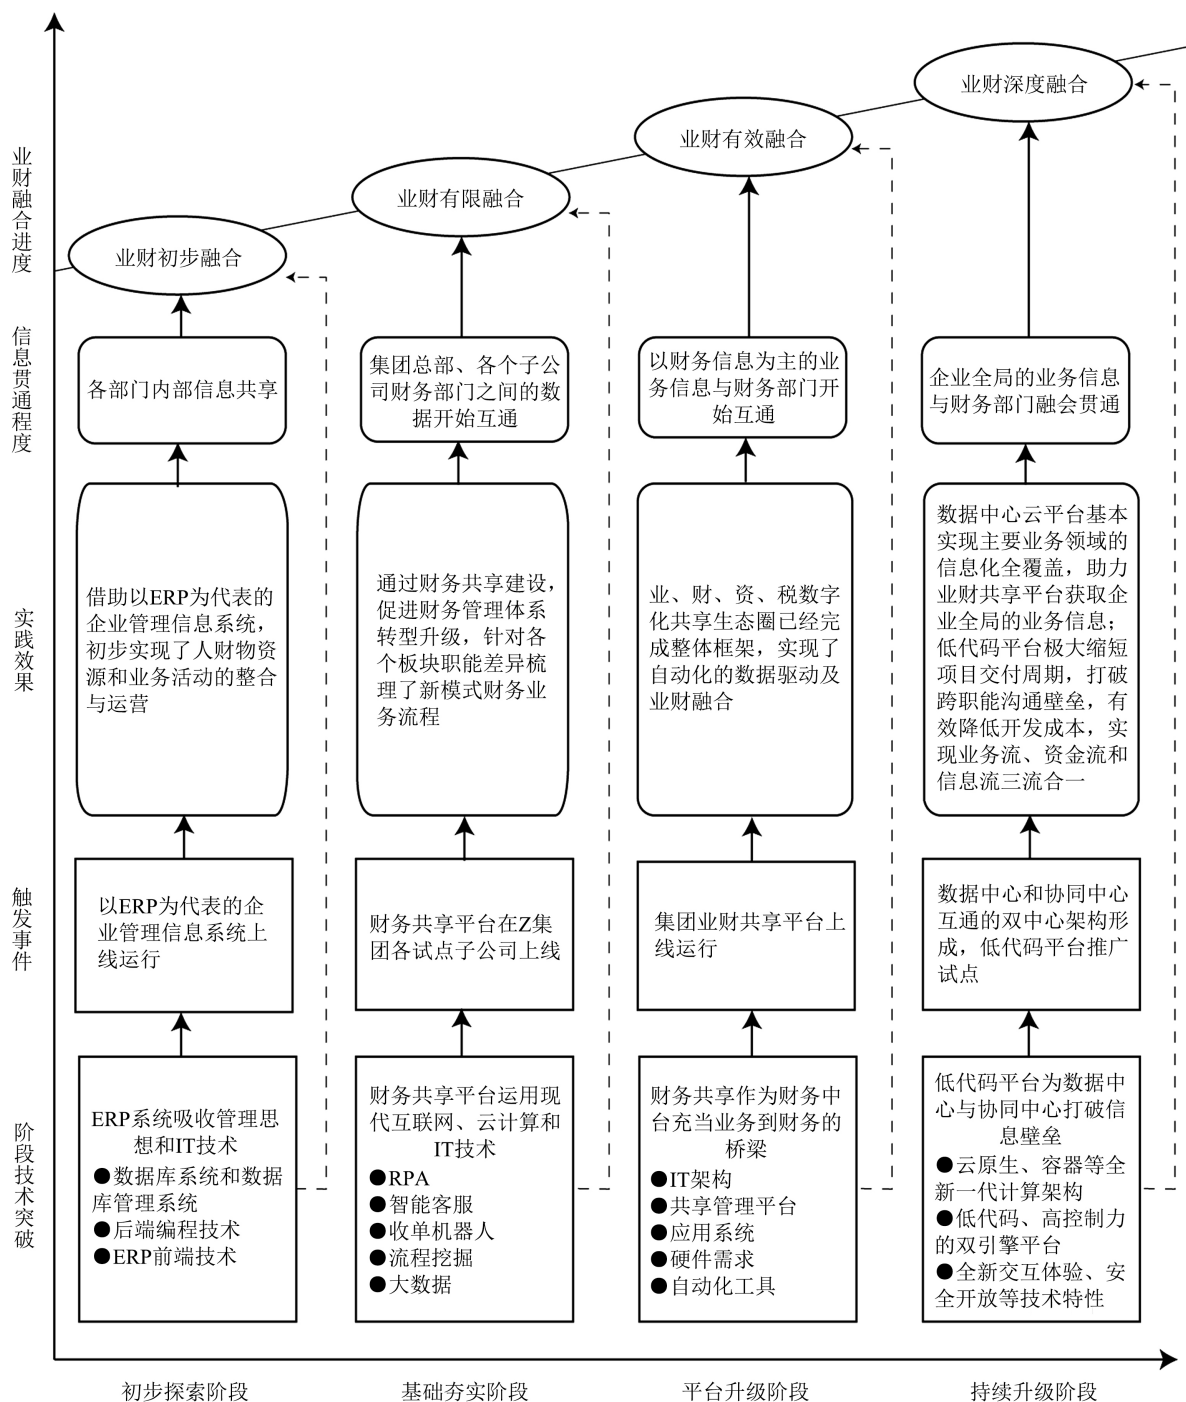 业财深度融合
业财有效融合
业财有限融合
业财初步融合
业财融合进度
信息贯通程度
各部门内部信息共享
集团总部、各个子公
司财务部门之间的数
据开始互通
以财务信息为主的业
务信息与财务部门开
始互通
企业全局的业务信息
与财务部门融会贯通
实践效果
借助以ERP为代表的
企业管理信息系统，
初步实现了人财物资
源和业务活动的整合
与运营
通过财务共享建设，
促进财务管理体系
转型升级，针对各
个板块职能差异梳
理了新模式财务业
务流程
业、财、资、税数字
化共享生态圈已经完
成整体框架，实现了
自动化的数据驱动及
业财融合
数据中心云平台基本
实现主要业务领域的
信息化全覆盖，助力
业财共享平台获取企
业全局的业务信息；
低代码平台极大缩短
项目交付周期，打破
跨职能沟通壁垒，有
效降低开发成本，实
现业务流、资金流和
信息流三流合一
触发事件
以ERP为代表的企
业管理信息系统上
线运行
财务共享平台在Z集
团各试点子公司上线
集团业财共享平台上
线运行
数据中心和协同中心
互通的双中心架构形
成，低代码平台推广
试点
阶段技术突破
ERP系统吸收管理思
想和IT技术
●数据库系统和数据
库管理系统
●后端编程技术
●ERP前端技术
财务共享平台运用现
代互联网、云计算和
IT技术
●RPA
●智能客服
●收单机器人
●流程挖掘
●大数据
财务共享作为财务中
台充当业务到财务的
桥梁
●IT架构
●共享管理平台
●应用系统
●硬件需求
●自动化工具
低代码平台为数据中
心与协同中心打破信
息壁垒
●云原生、容器等全
新一代计算架构
●低代码、高控制力
的双引擎平台
●全新交互体验、安
全开放等技术特性
初步探索阶段
基础夯实阶段
平台升级阶段
持续升级阶段